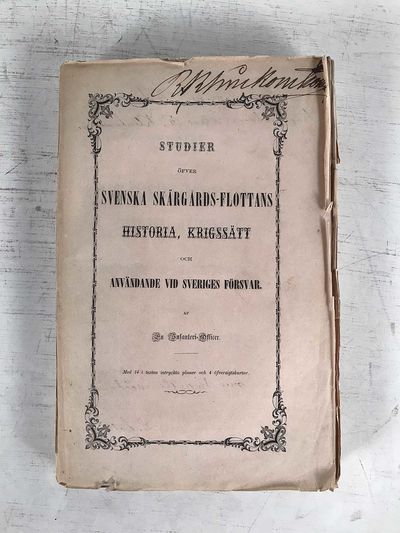 STUDIER
ÖFVER
SVENSKA SKÄRGÅRDS-FLOTTANS
HISTORIA, KRIGSSÄTT
OCH
ANVÄNDANDE VID SVERIGES FÖRSVAR.
AF
En Infanteri-Officer.
Med 14 i texten intryckta planer och 4 öfversigtskartor.